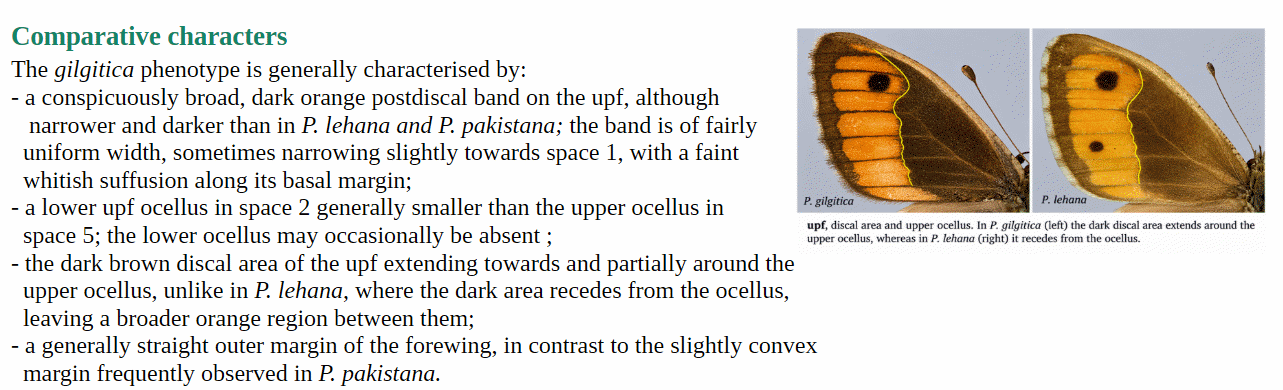 Comparative characters
The gilgitica phenotype is generally characterised by:
- a conspicuously broad, dark orange postdiscal band on the upf, although
narrower and darker than in P. lehana and P. pakistana; the band is of fairly
uniform width, sometimes narrowing slightly towards space 1, with a faint
whitish suffusion along its basal margin;
- a lower upf ocellus in space 2 generally smaller than the upper ocellus in
space 5; the lower ocellus may occasionally be absent ;
- the dark brown discal area of the upf extending towards and partially around the
upper ocellus, unlike in P. lehana, where the dark area recedes from the ocellus,
leaving a broader orange region between them;
- a generally straight outer margin of the forewing, in contrast to the slightly convex
margin frequently observed in P. pakistana.
P. gilgitica
P. lehana
upf, discal area and upper ocellus. In P. gilgitica (left) the dark discal area extends around the
upper ocellus, whereas in P. lehana (right) it recedes from the ocellus.